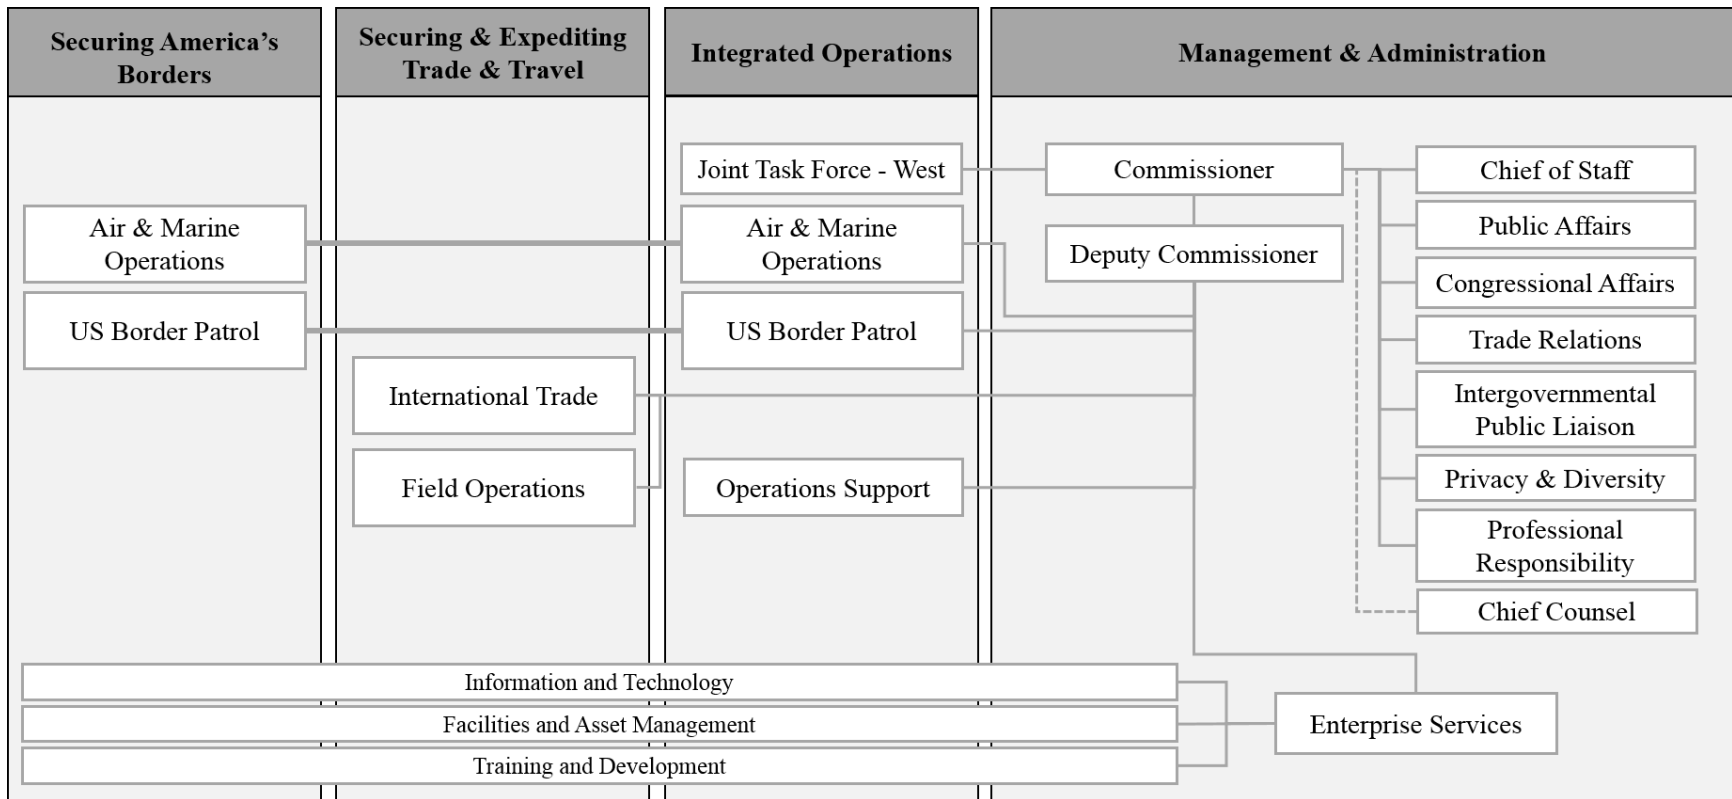 Securing America's
Borders
Securing & Expediting
Trade & Travel
Integrated Operations
Management & Administration
Air & Marine
Operations
US Border Patrol
International Trade
Field Operations
Joint Task Force - West
Air & Marine
Operations
US Border Patrol
Operations Support
Commissioner
Deputy Commissioner
Chief of Staff
Public Affairs
Congressional Affairs
Trade Relations
Intergovernmental
Public Liaison
Privacy & Diversity
Professional
Responsibility
Chief Counsel
Information and Technology
Facilities and Asset Management
Training and Development
Enterprise Services